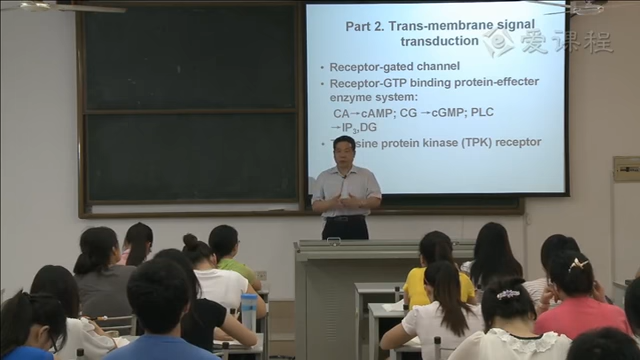 Part 2. Trans-membrane signal
transduction
爱课程
• Receptor-gated channel
• Receptor-GTP binding protein-effecter
enzyme system:
CA→cAMP; CG →cGMP; PLC
→IP3,DG
sine protein kinase (TPK) receptor